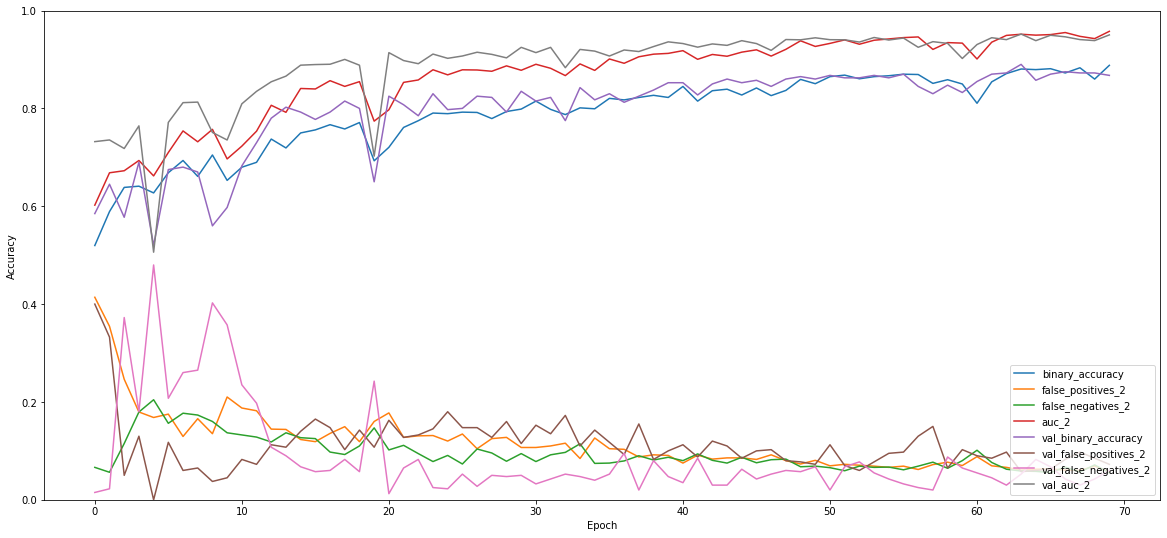 1.0
0.8
0.6
0.4
0.2
0.0
Accuracy
0
10
20
30
40
50
60
70
Epoch
binary_accuracy
false_positives_2
false_negatives_2
auc_2
val_binary_accuracy
val_false_positives_2
val_false_negatives_2
val_auc_2